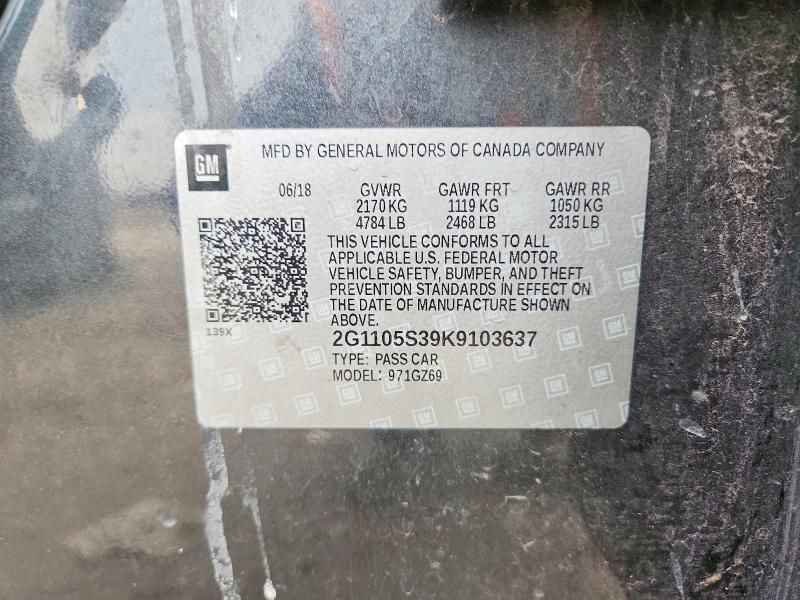 GM
MFD BY GENERAL MOTORS OF CANADA COMPANY
06/18 GVWR GAWR FRT GAWR RR
2170 KG 1119 KG 1050 KG
4784 LB 2468 LB 2315 LB
THIS VEHICLE CONFORMS TO ALL
APPLICABLE U.S. FEDERAL MOTOR
VEHICLE SAFETY, BUMPER, AND THEFT
PREVENTION STANDARDS IN EFFECT ON
THE DATE OF MANUFACTURE SHOWN
ABOVE.
139X
2G1105S39K9103637
TYPE: PASS CAR
MODEL: 971GZ69